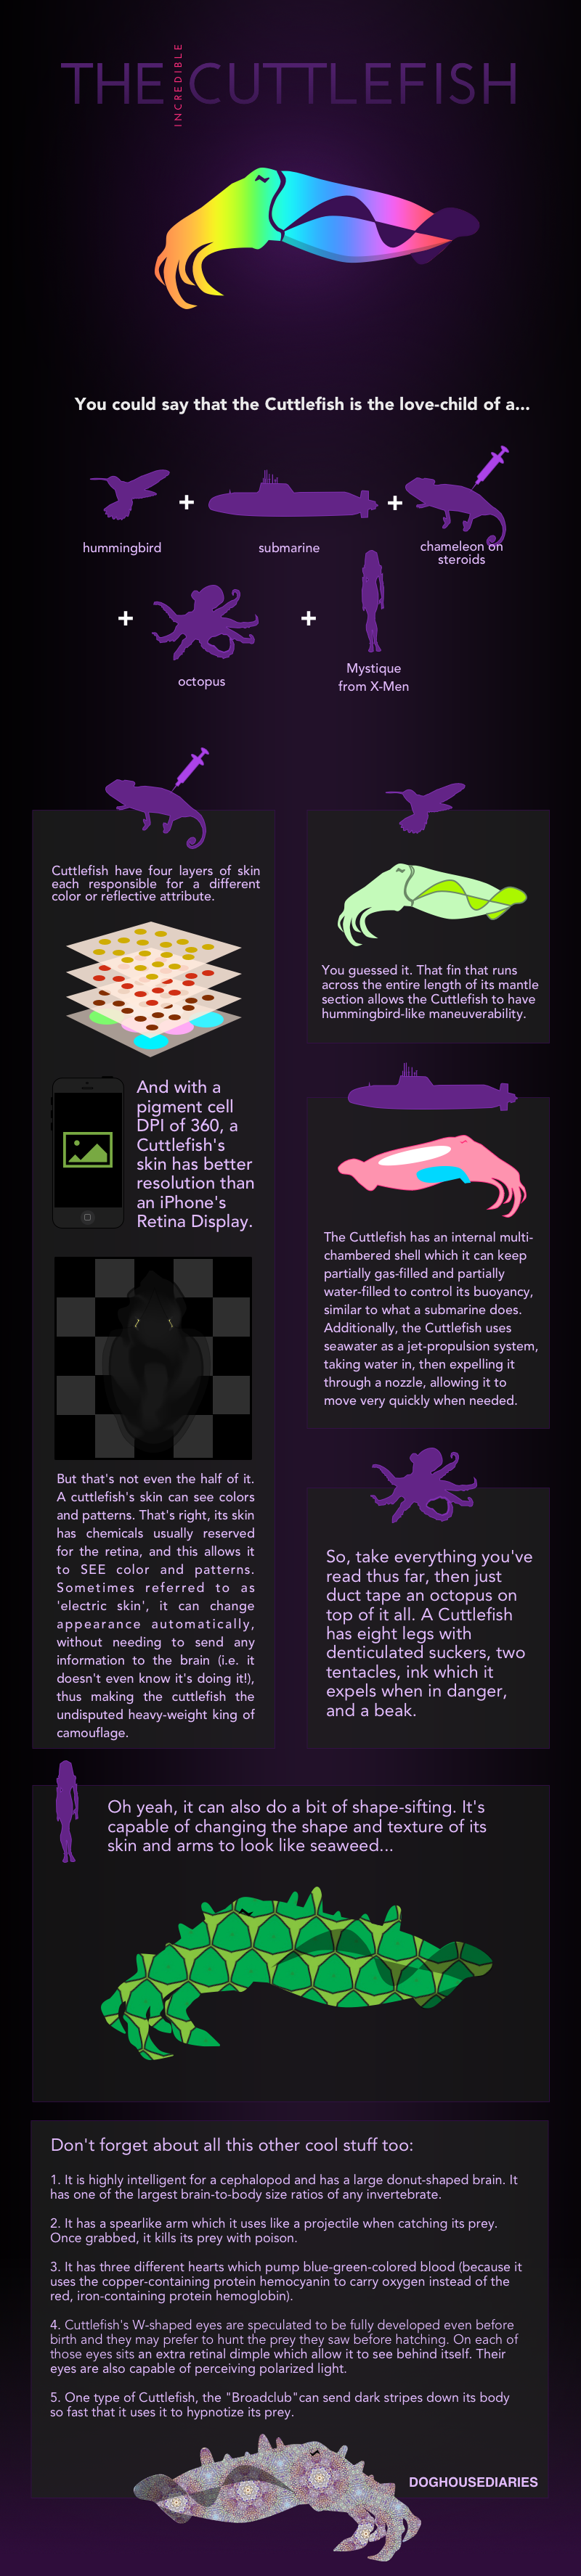 THE INCREDIBLE CUTTLEFISH
You could say that the Cuttlefish is the love-child of a...
hummingbird
+
submarine
+
chameleon on
steroids
+
octopus
+
Mystique
from X-Men
Cuttlefish have four layers of skin
each responsible for a different
color or reflective attribute.
And with a
pigment cell
DPI of 360, a
Cuttlefish's
skin has better
resolution than
an iPhone's
Retina Display.
But that's not even the half of it.
A cuttlefish's skin can see colors
and patterns. That's right, its skin
has chemicals usually reserved
for the retina, and this allows it
to SEE color and patterns.
Sometimes referred to as
'electric skin', it can change
appearance automatically,
without needing to send any
information to the brain (i.e. it
doesn't even know it's doing it!),
thus making the cuttlefish the
undisputed heavy-weight king of
camouflage.
You guessed it. That fin that runs
across the entire length of its mantle
section allows the Cuttlefish to have
hummingbird-like maneuverability.
The Cuttlefish has an internal multi-
chambered shell which it can keep
partially gas-filled and partially
water-filled to control its buoyancy,
similar to what a submarine does.
Additionally, the Cuttlefish uses
seawater as a jet-propulsion system,
taking water in, then expelling it
through a nozzle, allowing it to
move very quickly when needed.
So, take everything you've
read thus far, then just
duct tape an octopus on
top of it all. A Cuttlefish
has eight legs with
denticulated suckers, two
tentacles, ink which it
expels when in danger,
and a beak.
Oh yeah, it can also do a bit of shape-sifting. It's
capable of changing the shape and texture of its
skin and arms to look like seaweed...
Don't forget about all this other cool stuff too:
1. It is highly intelligent for a cephalopod and has a large donut-shaped brain. It
has one of the largest brain-to-body size ratios of any invertebrate.
2. It has a spearlike arm which it uses like a projectile when catching its prey.
Once grabbed, it kills its prey with poison.
3. It has three different hearts which pump blue-green-colored blood (because it
uses the copper-containing protein hemocyanin to carry oxygen instead of the
red, iron-containing protein hemoglobin).
4. Cuttlefish's W-shaped eyes are speculated to be fully developed even before
birth and they may prefer to hunt the prey they saw before hatching. On each of
those eyes sits an extra retinal dimple which allow it to see behind itself. Their
eyes are also capable of perceiving polarized light.
5. One type of Cuttlefish, the "Broadclub"can send dark stripes down its body
so fast that it uses it to hypnotize its prey.
DOGHOUSEDIARIES